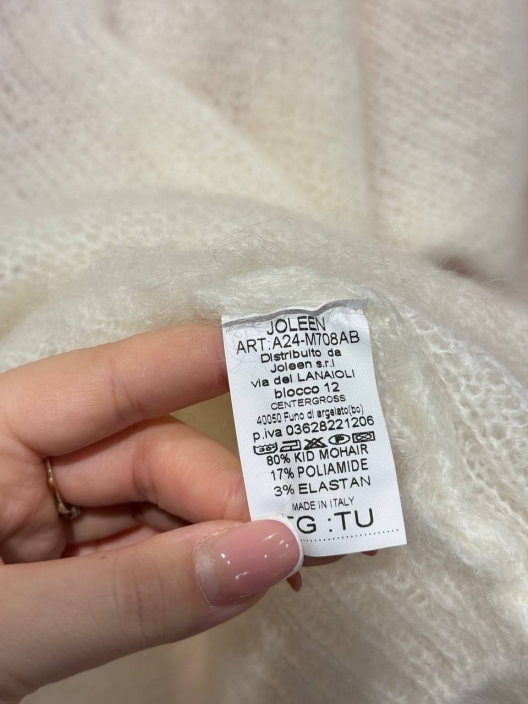 JOLEEN
ART:A24-M708AB
Distribuito da
Joleen s.r.l
via dei LANAIOLI
blocco 12
CENTERGROSS
40050 Funo di argelato(bo)
p.iva 03628221206
80% KID MOHAIR
17% POLIAMIDE
3% ELASTAN
MADE IN ITALY
TG :TU